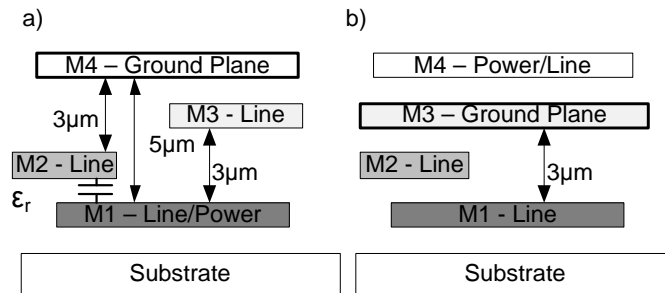 a)
M4 – Ground Plane
3µm
M3 - Line
5µm
M2 - Line
3µm
εr
M1 – Line/Power
Substrate
b)
M4 – Power/Line
M3 – Ground Plane
M2 - Line
3µm
M1 - Line
Substrate